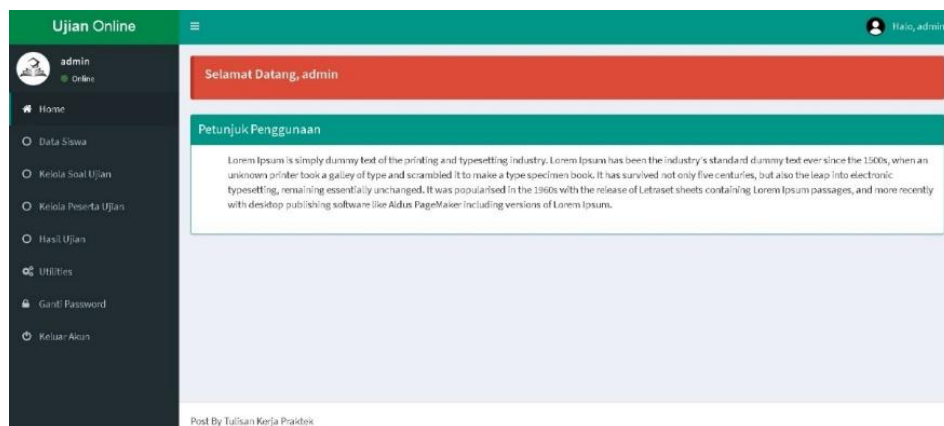 Ujian Online
Halo, admin
admin
Online
Selamat Datang, admin
Home
Petunjuk Penggunaan
Data Siswa
Lorem Ipsum is simply dummy text of the printing and typesetting industry. Lorem Ipsum has been the industry's standard dummy text ever since the 1500s, when an
unknown printer took a galley of type and scrambled it to make a type specimen book. It has survived not only five centuries, but also the leap into electronic
typesetting, remaining essentially unchanged. It was popularised in the 1960s with the release of Letraset sheets containing Lorem Ipsum passages, and more recently
with desktop publishing software like Aldus PageMaker including versions of Lorem Ipsum.
Kelola Soal Ujian
Kelola Peserta Ujian
Hasil Ujian
Utilities
Ganti Password
Keluar Akun
Post By Tulisan Kerja Praktek